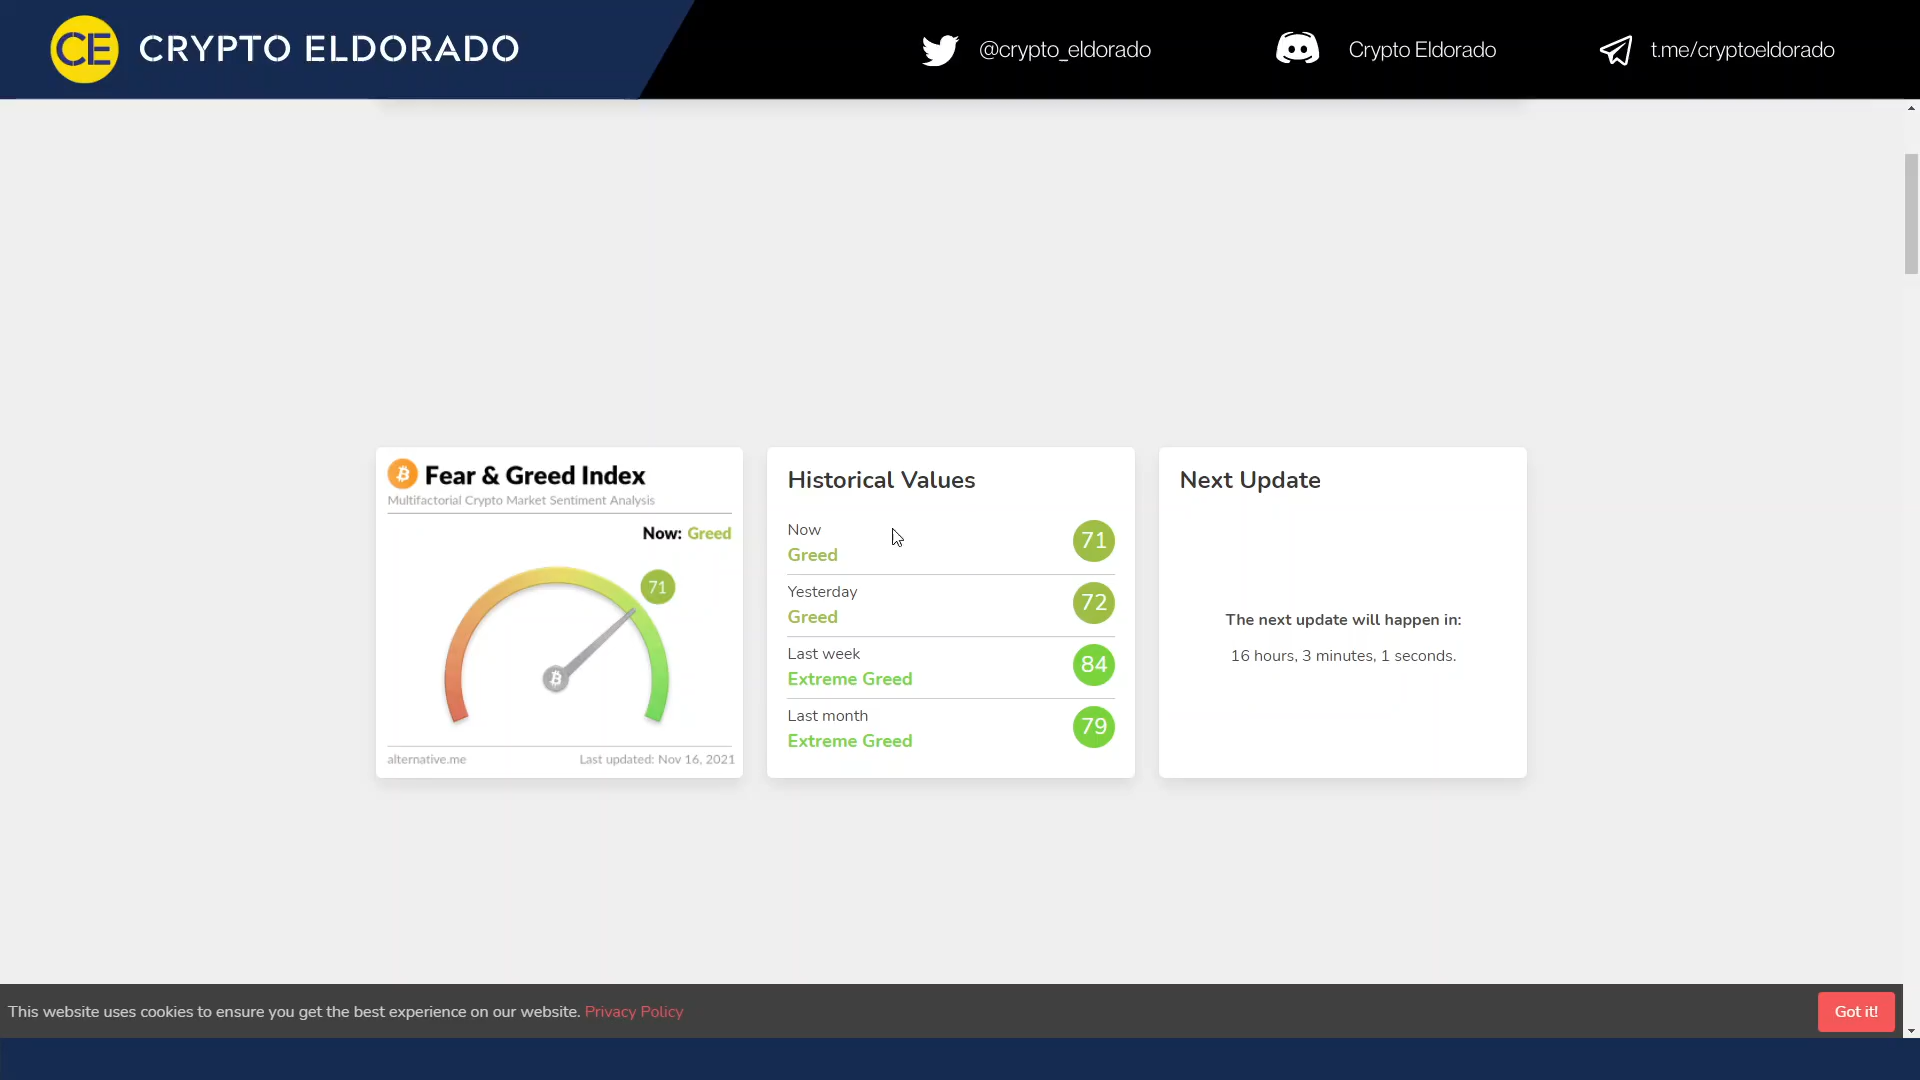 CE CRYPTO ELDORADO
@crypto_eldorado
Crypto Eldorado
t.me/cryptoeldorado
Fear & Greed Index
Multifactorial Crypto Market Sentiment Analysis
Now: Greed
71
alternative.me
Last updated: Nov 16, 2021
Historical Values
Now
Greed
71
Yesterday
Greed
72
Last week
Extreme Greed
84
Last month
Extreme Greed
79
Next Update
The next update will happen in:
16 hours, 3 minutes, 1 seconds.
This website uses cookies to ensure you get the best experience on our website. Privacy Policy
Got it!